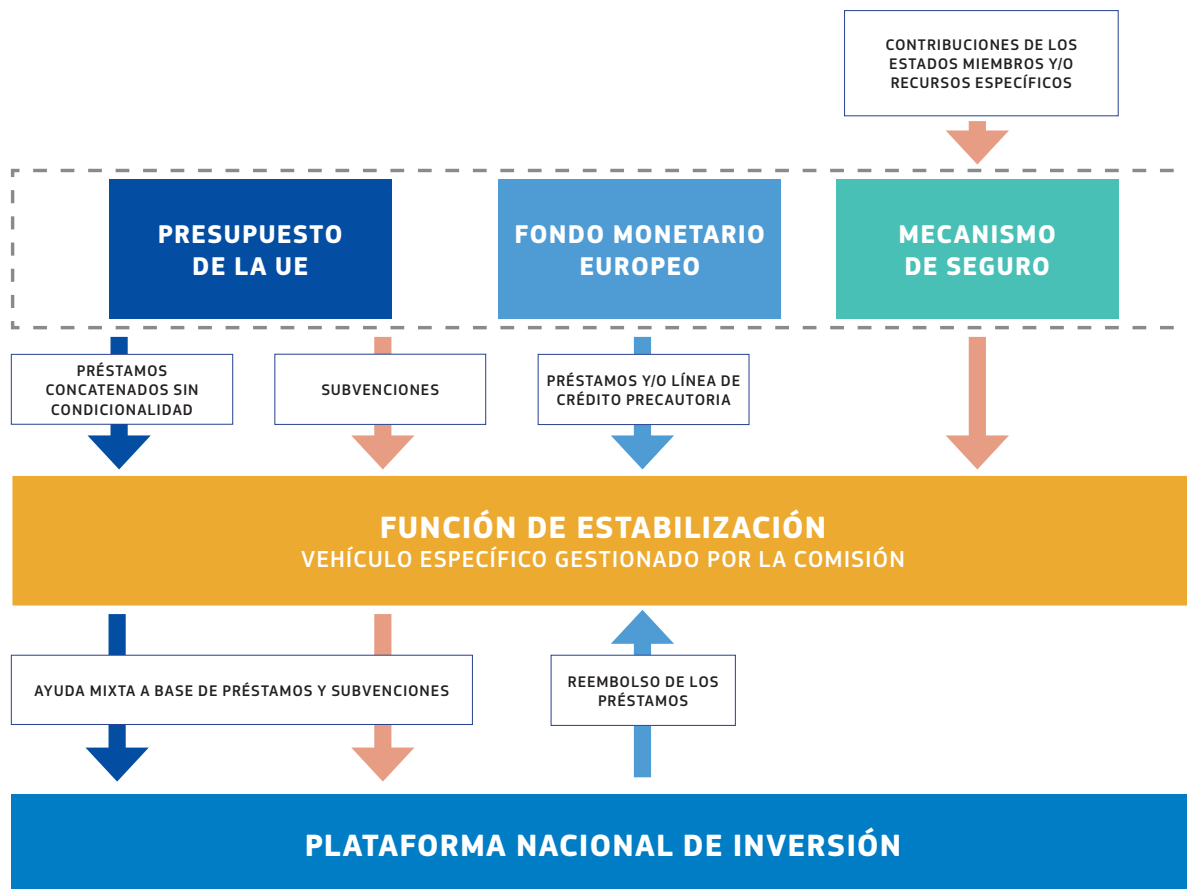 CONTRIBUCIONES DE LOS
ESTADOS MIEMBROS Y/O
RECURSOS ESPECÍFICOS
PRESUPUESTO
DE LA UE
FONDO MONETARIO
EUROPEO
MECANISMO
DE SEGURO
PRÉSTAMOS
CONCATENADOS SIN
CONDICIONALIDAD
SUBVENCIONES
PRÉSTAMOS Y/O LÍNEA DE
CRÉDITO PRECAUTORIA
FUNCIÓN DE ESTABILIZACIÓN
VEHÍCULO ESPECÍFICO GESTIONADO POR LA COMISIÓN
AYUDA MIXTA A BASE DE PRÉSTAMOS Y SUBVENCIONES
REEMBOLSO DE LOS
PRÉSTAMOS
PLATAFORMA NACIONAL DE INVERSIÓN